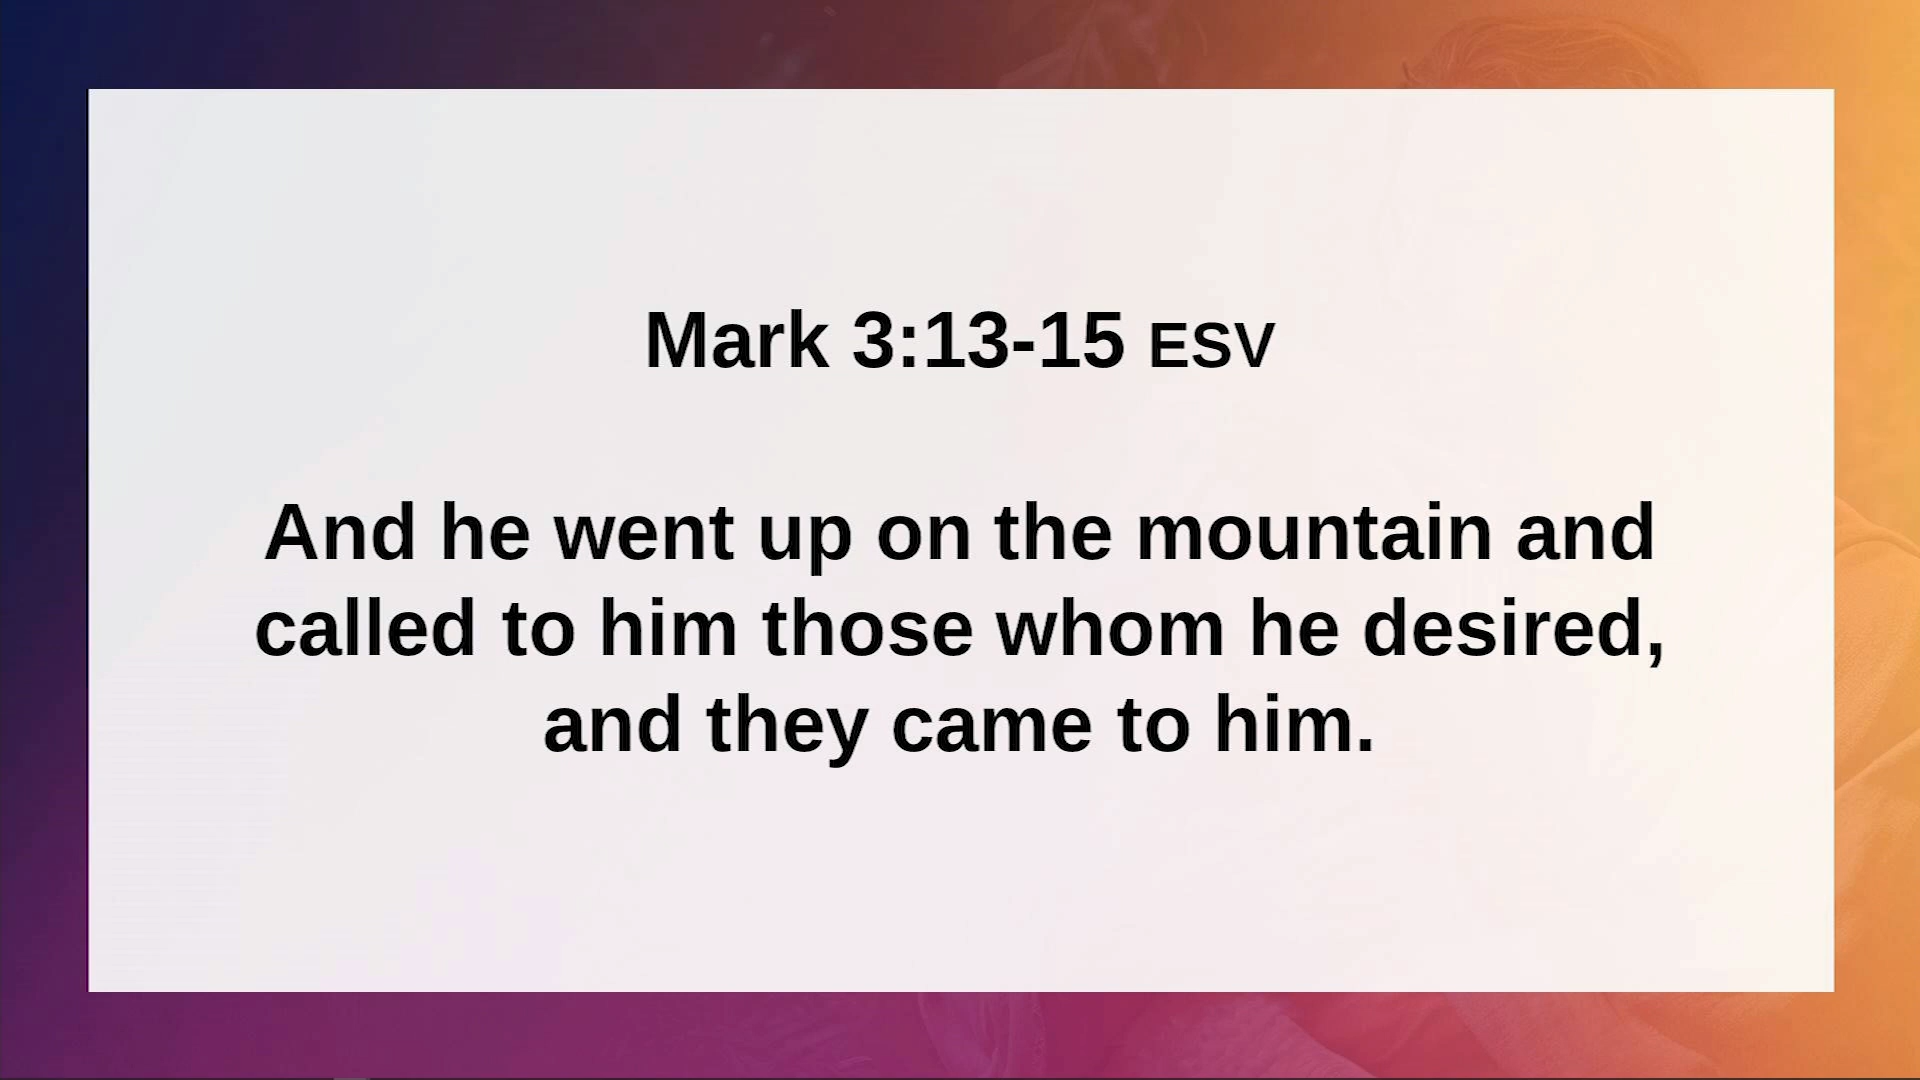 Mark 3:13-15 ESV
And he went up on the mountain and
called to him those whom he desired,
and they came to him.